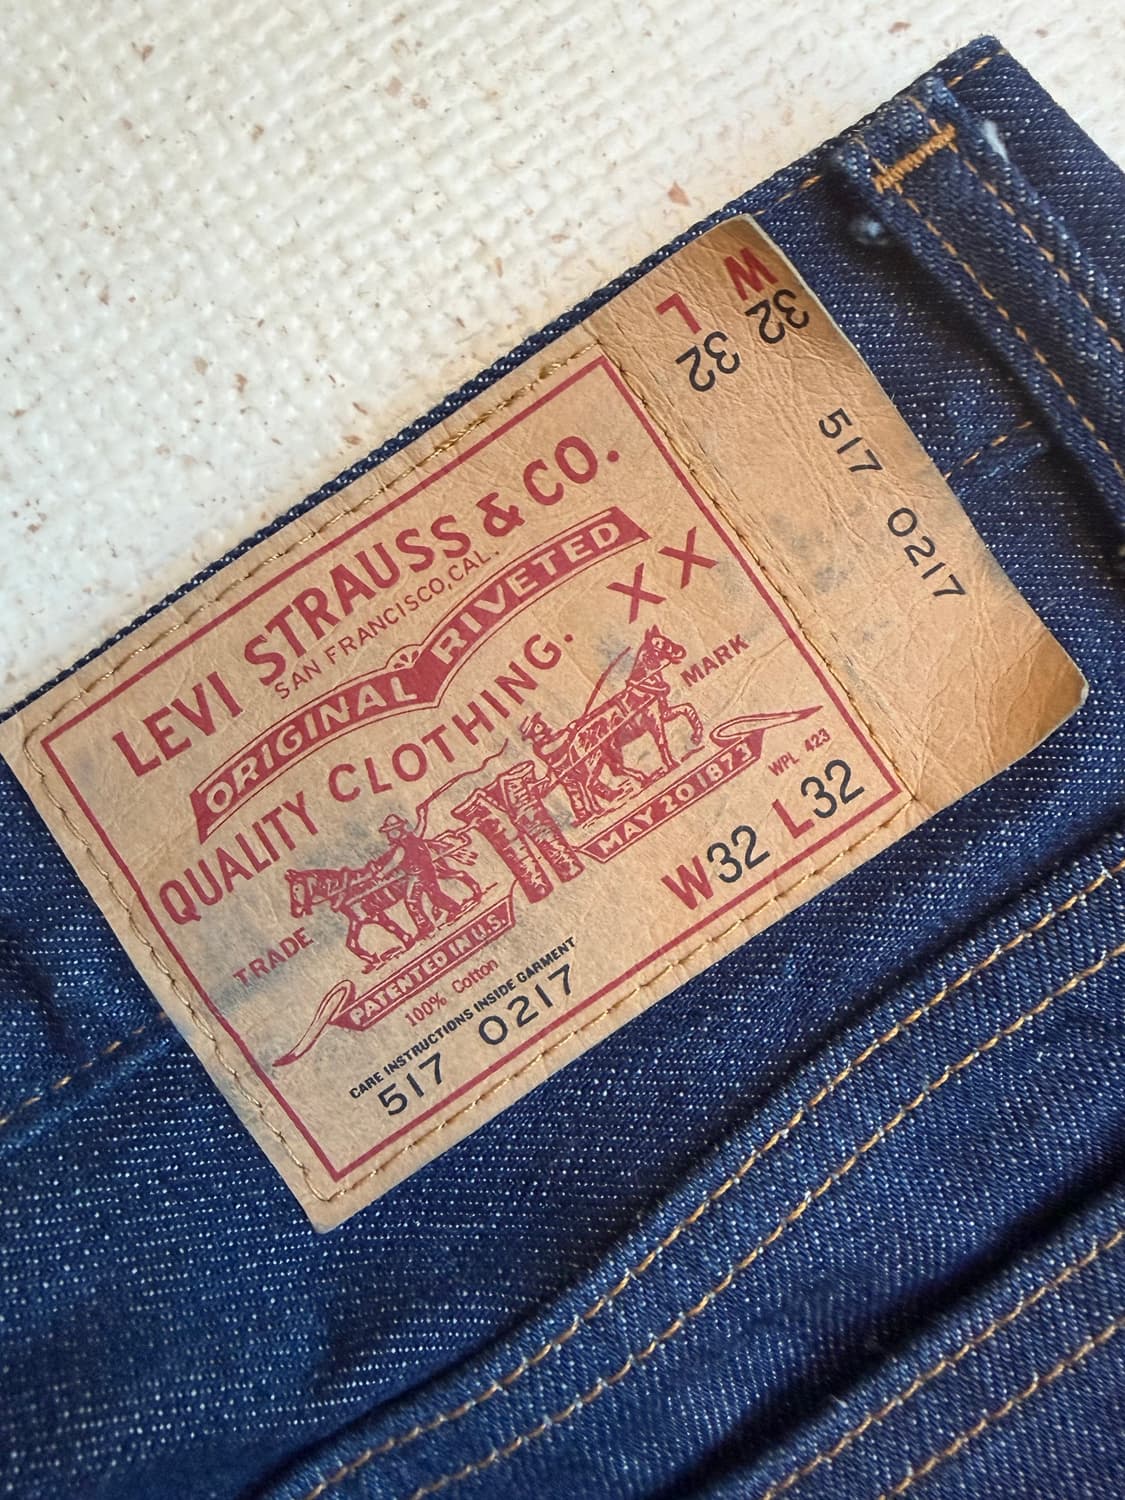 LEVI STRAUSS & CO.
SAN FRANCISCO, CAL.
ORIGINAL RIVETED
QUALITY CLOTHING. XX
TRADE MARK
PATENTED IN U.S. MAY 20 1873
WPL 423
100% Cotton
W32 L32
CARE INSTRUCTIONS INSIDE GARMENT
517 0217
W L
32 32
517 0217